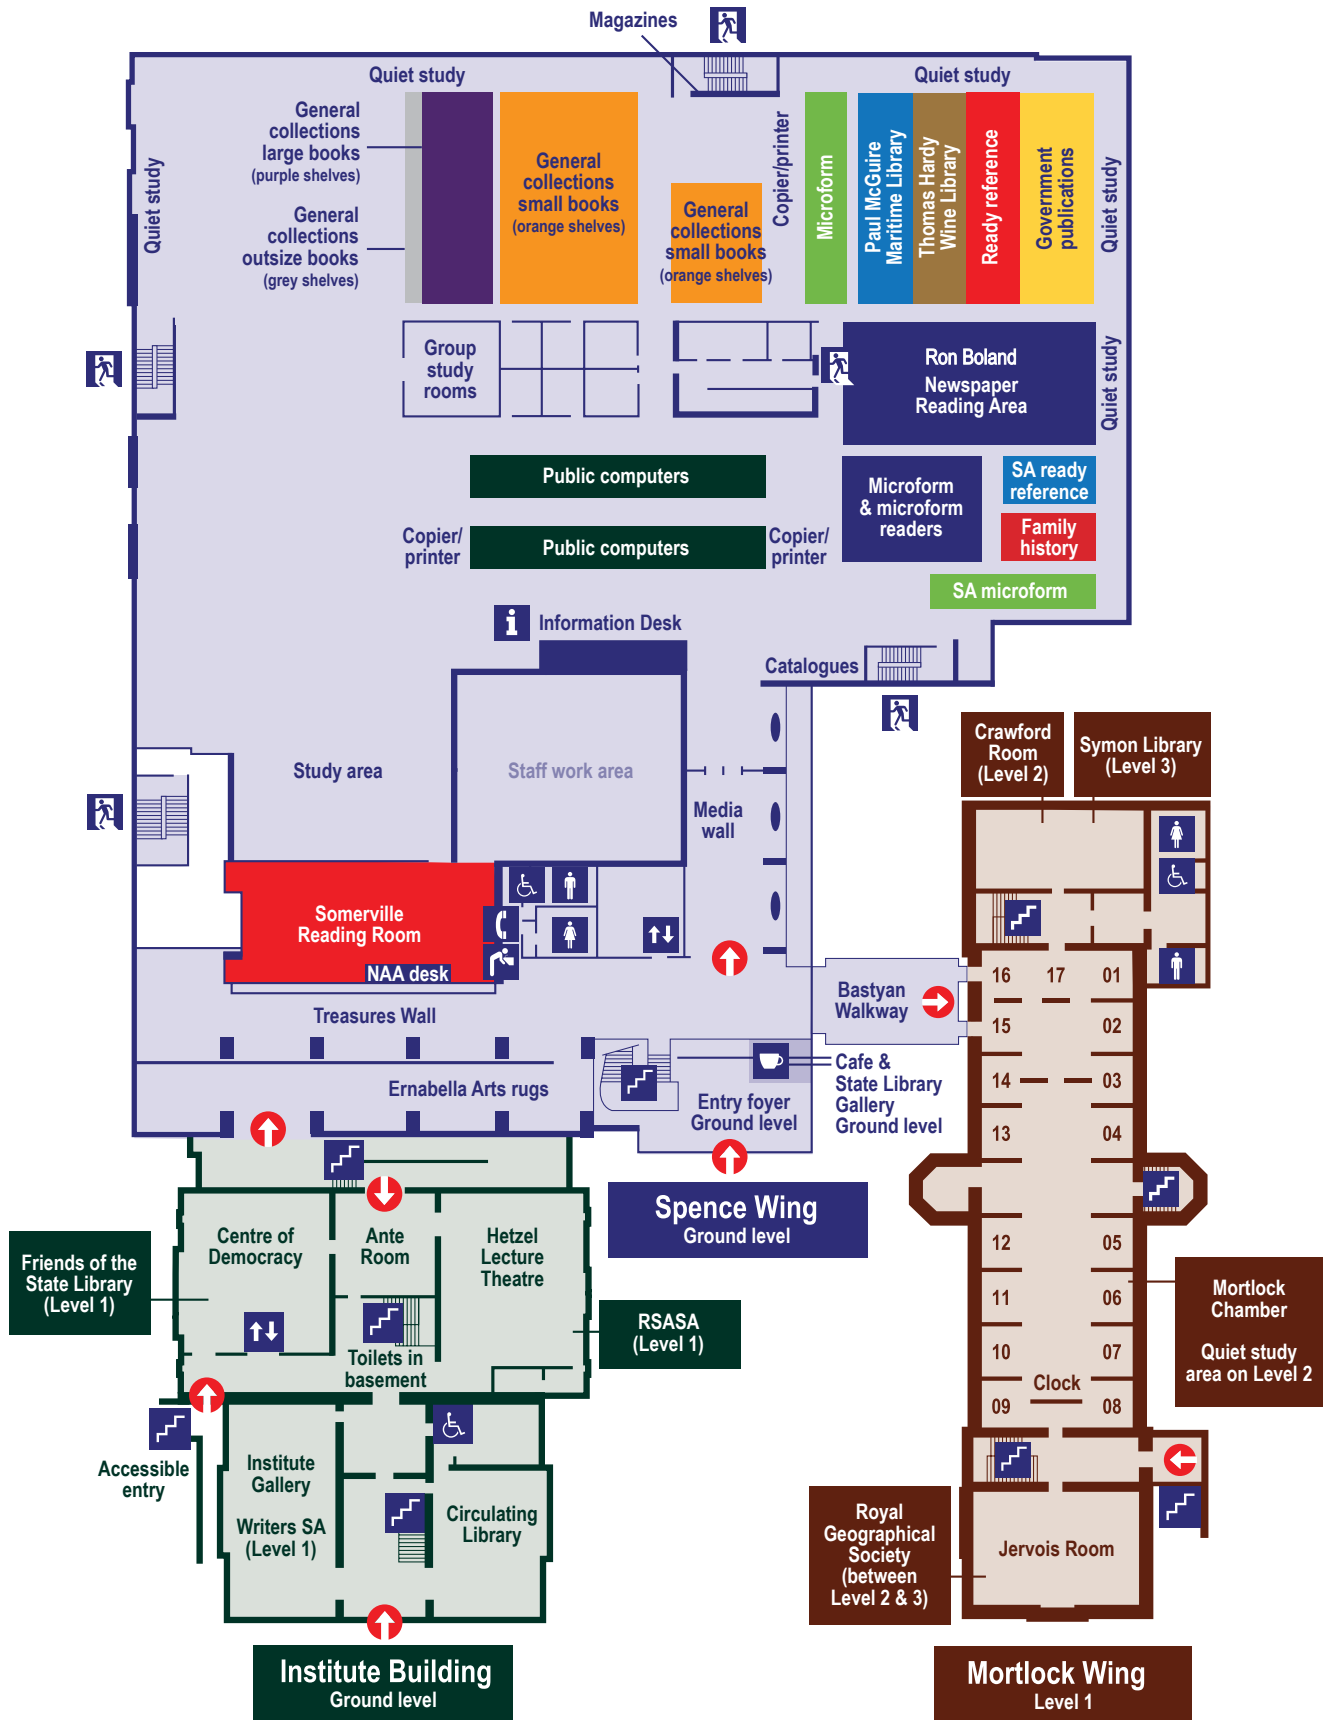 Magazines
Quiet study
Quiet study
General
collections
large books
(purple shelves)
General
collections
outsize books
(grey shelves)
Quiet study
General
collections
small books
(orange shelves)
General
collections
small books
(orange shelves)
Copier/printer
Microform
Paul McGuire
Maritime Library
Thomas Hardy
Wine Library
Ready reference
Government
publications
Quiet study
Group
study
rooms
Ron Boland
Newspaper
Reading Area
Quiet study
Public computers
Microform
& microform
readers
SA ready
reference
Copier/
printer
Public computers
Copier/
printer
Family
history
SA microform
i
Information Desk
Catalogues
Study area
Staff work area
Media
wall
Somerville
Reading Room
NAA desk
Treasures Wall
Ernabella Arts rugs
Bastyan
Walkway
Cafe &
State Library
Gallery
Ground level
Entry foyer
Ground level
Spence Wing
Ground level
Crawford
Room
(Level 2)
Symon Library
(Level 3)
16
17
01
15
02
14
03
13
04
12
05
11
06
10
07
Clock
09
08
Mortlock
Chamber
Quiet study
area on Level 2
Royal
Geographical
Society
(between
Level 2 & 3)
Jervois Room
Mortlock Wing
Level 1
Centre of
Democracy
Ante
Room
Hetzel
Lecture
Theatre
Friends of the
State Library
(Level 1)
RSASA
(Level 1)
Toilets in
basement
Accessible
entry
Institute
Gallery
Writers SA
(Level 1)
Circulating
Library
Institute Building
Ground level